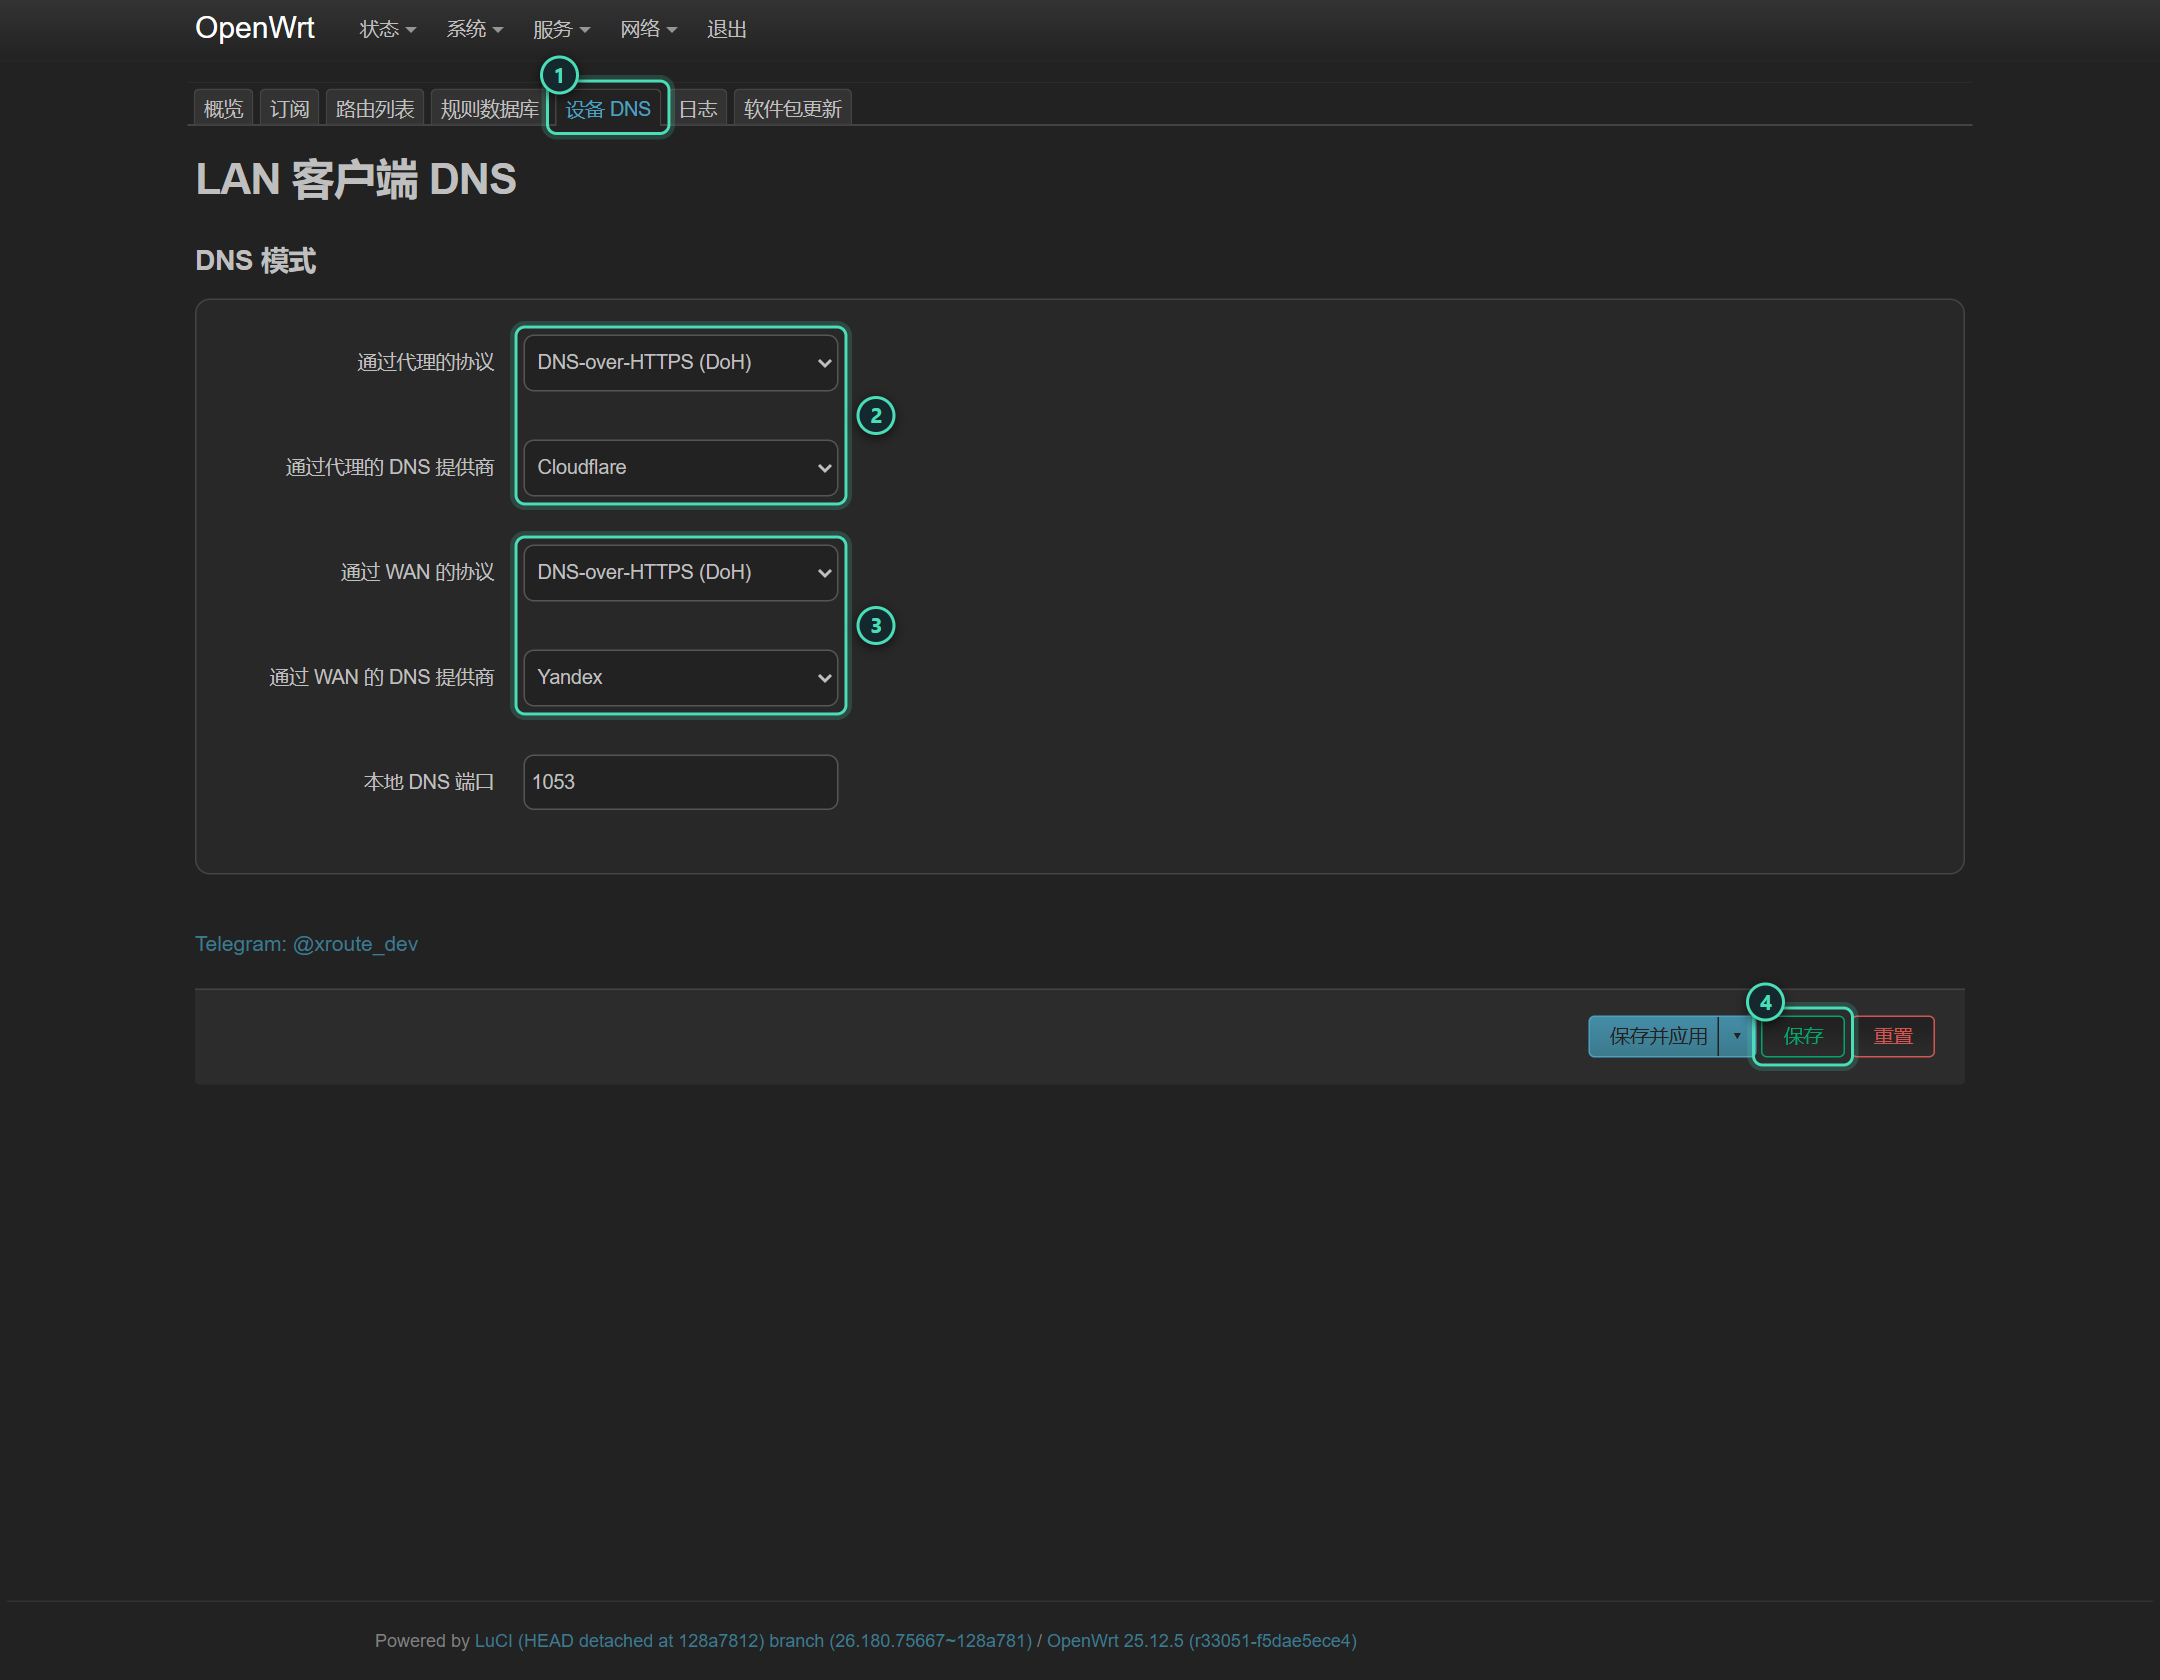 OpenWrt 状态 系统 服务 网络 退出
1
概览 订阅 路由列表 规则数据库 设备 DNS 日志 软件包更新
LAN 客户端 DNS
DNS 模式
通过代理的协议 DNS-over-HTTPS (DoH)
2
通过代理的 DNS 提供商 Cloudflare
通过 WAN 的协议 DNS-over-HTTPS (DoH)
3
通过 WAN 的 DNS 提供商 Yandex
本地 DNS 端口 1053
Telegram: @xroute_dev
4
保存并应用 保存 重置
Powered by LuCI (HEAD detached at 128a7812) branch (26.180.75667~128a781) / OpenWrt 25.12.5 (r33051-f5dae5ece4)